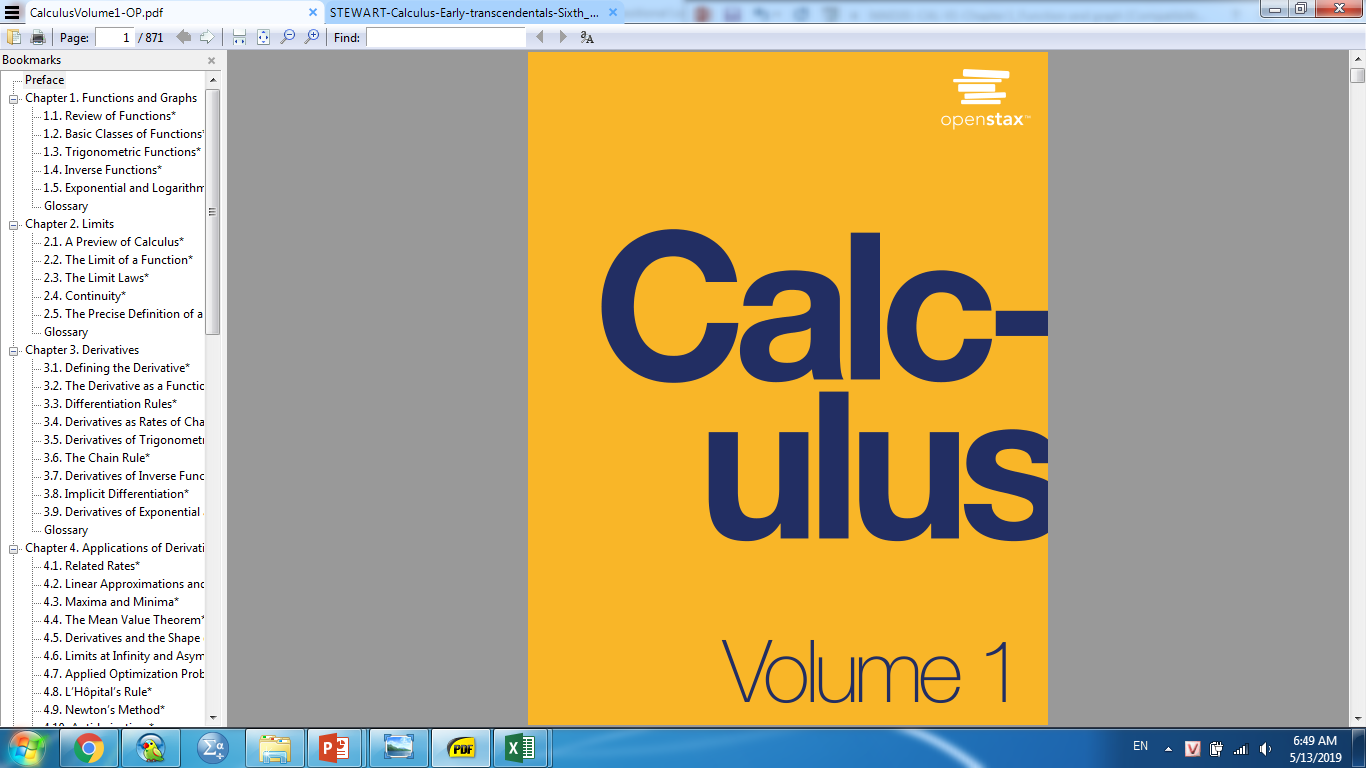 CalculusVolume1-OP.pdf
STEWART-Calculus-Early-transcendentals-Sixth_...
Page: 1 / 871
Find:
Bookmarks
Preface
Chapter 1. Functions and Graphs
1.1. Review of Functions*
1.2. Basic Classes of Functions*
1.3. Trigonometric Functions*
1.4. Inverse Functions*
1.5. Exponential and Logarithm
Glossary
Chapter 2. Limits
2.1. A Preview of Calculus*
2.2. The Limit of a Function*
2.3. The Limit Laws*
2.4. Continuity*
2.5. The Precise Definition of a
Glossary
Chapter 3. Derivatives
3.1. Defining the Derivative*
3.2. The Derivative as a Functio
3.3. Differentiation Rules*
3.4. Derivatives as Rates of Cha
3.5. Derivatives of Trigonometr
3.6. The Chain Rule*
3.7. Derivatives of Inverse Func
3.8. Implicit Differentiation*
3.9. Derivatives of Exponential
Glossary
Chapter 4. Applications of Derivati
4.1. Related Rates*
4.2. Linear Approximations and
4.3. Maxima and Minima*
4.4. The Mean Value Theorem*
4.5. Derivatives and the Shape
4.6. Limits at Infinity and Asym
4.7. Applied Optimization Prob
4.8. L'Hôpital's Rule*
4.9. Newton's Method*
openstax™
Calc-
ulus
Volume 1
PDF
EN
6:49 AM
5/13/2019